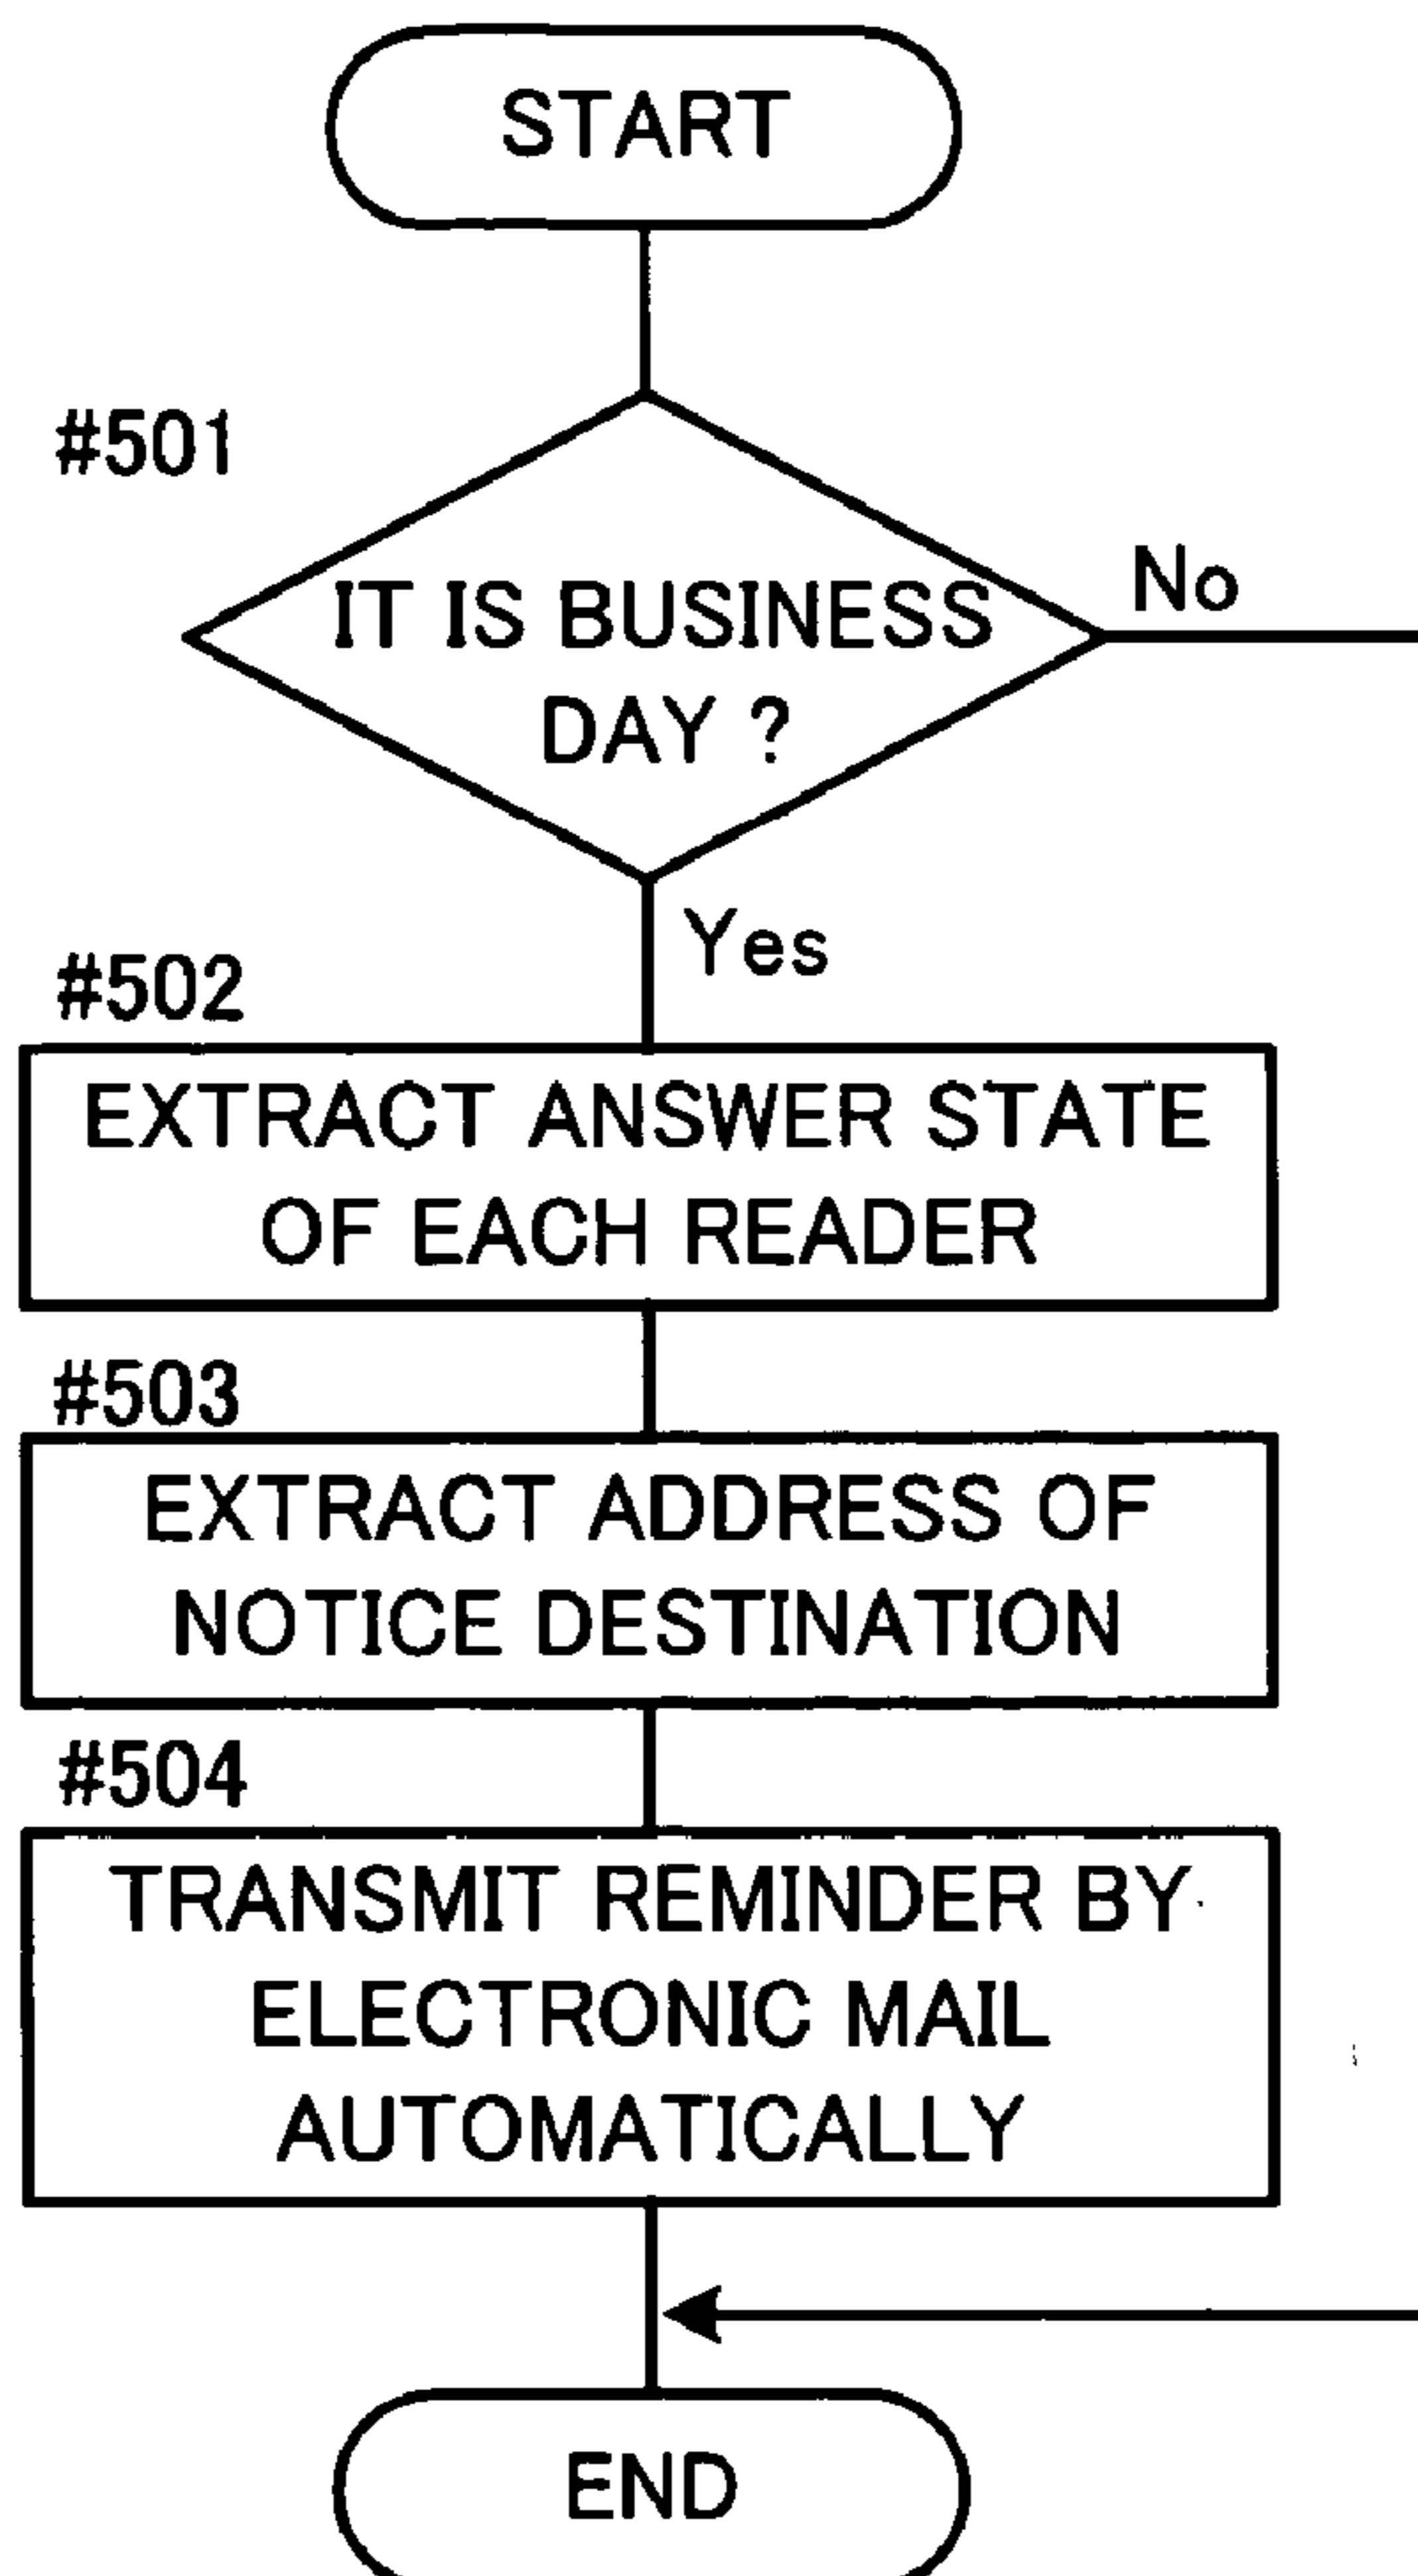 START
#501
IT IS BUSINESS
DAY ?
No
Yes
#502
EXTRACT ANSWER STATE
OF EACH READER
#503
EXTRACT ADDRESS OF
NOTICE DESTINATION
#504
TRANSMIT REMINDER BY
ELECTRONIC MAIL
AUTOMATICALLY
END